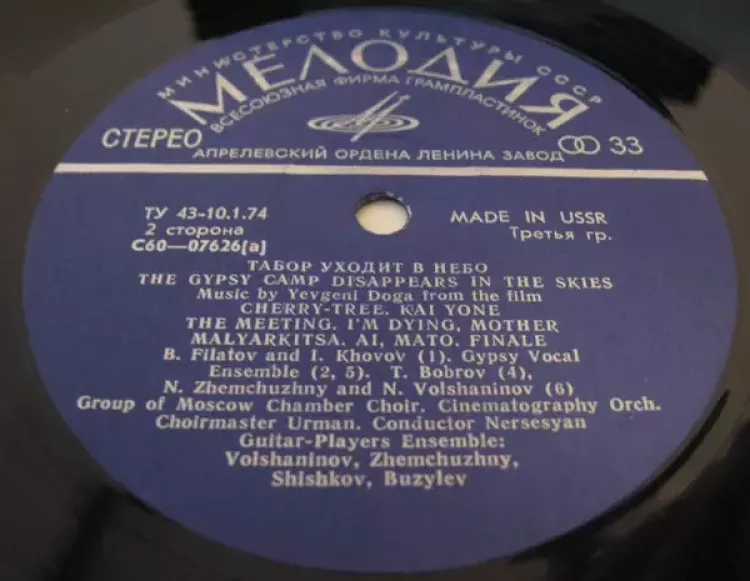 МИНИСТЕРСТВО КУЛЬТУРЫ СССР
МЕЛОДИЯ
ВСЕСОЮЗНАЯ ФИРМА ГРАМПЛАСТИНОК
СТЕРЕО
33
АПРЕЛЕВСКИЙ ОРДЕНА ЛЕНИНА ЗАВОД
ТУ 43-10.1.74
2 сторона
С60—07626[а]
MADE IN USSR
Третья гр.
ТАБОР УХОДИТ В НЕБО
THE GYPSY CAMP DISAPPEARS IN THE SKIES
Music by Yevgeni Doga from the film
CHERRY-TREE. KAI YONE
THE MEETING. I'M DYING, MOTHER
MALYARKITSA. AI, MATO. FINALE
B. Filatov and I. Khovov (1). Gypsy Vocal
Ensemble (2, 5). T. Bobrov (4),
N. Zhemchuzhny and N. Volshaninov (6)
Group of Moscow Chamber Choir. Cinematography Orch.
Choirmaster Urman. Conductor Nersesyan
Guitar-Players Ensemble:
Volshaninov, Zhemchuzhny,
Shishkov, Buzylev